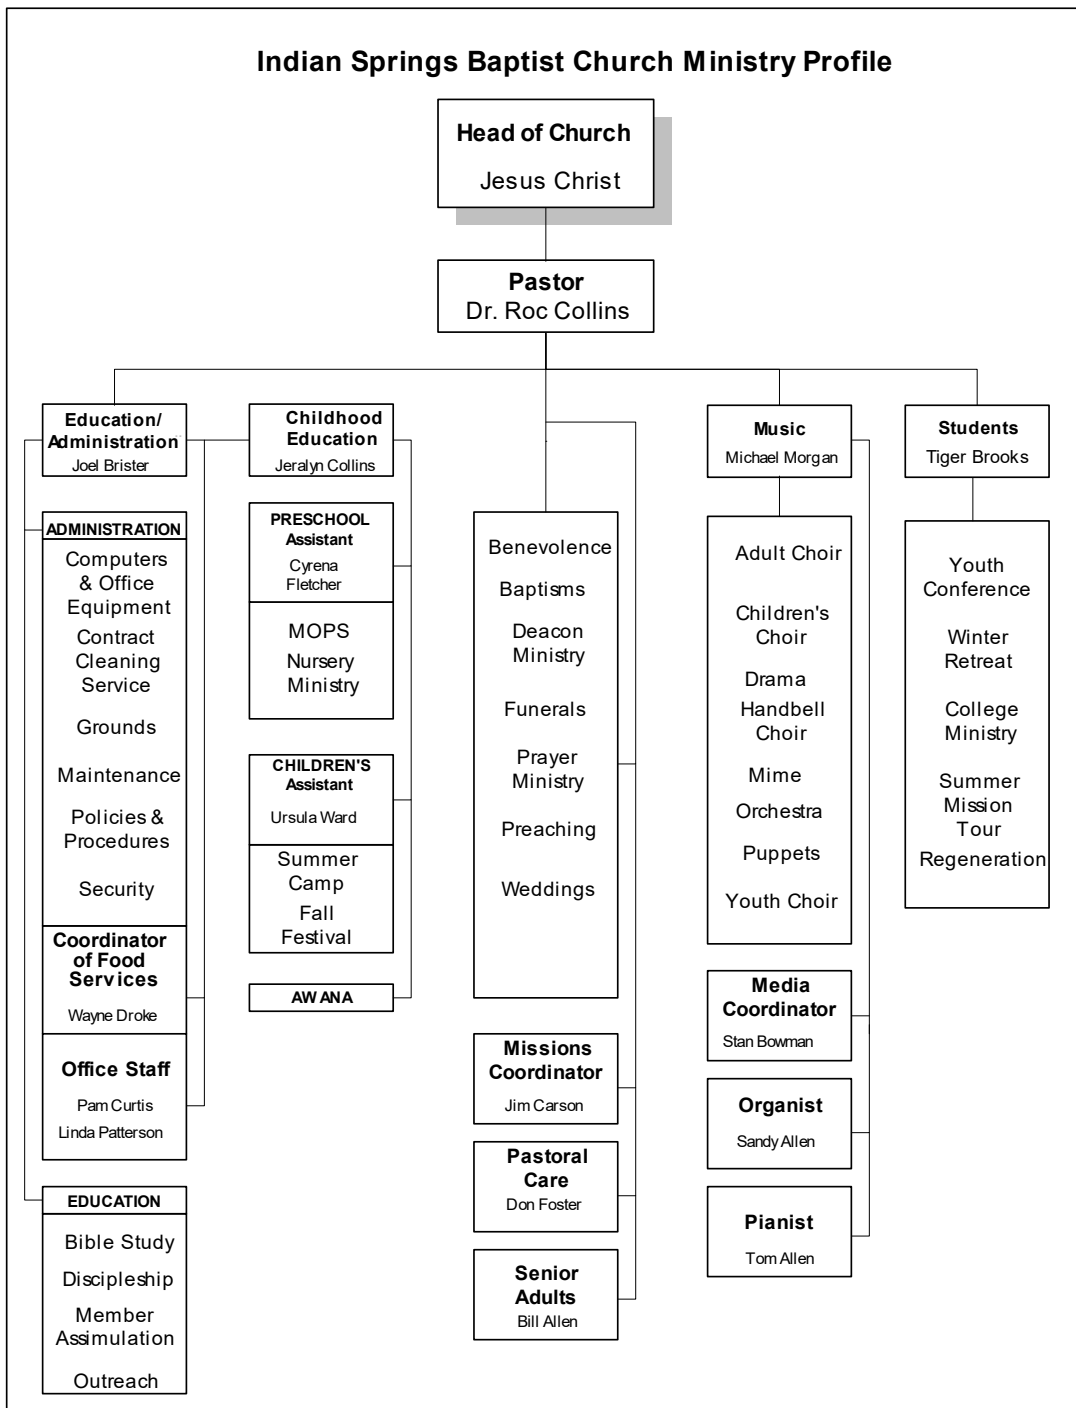 Indian Springs Baptist Church Ministry Profile
Head of Church
Jesus Christ
Pastor
Dr. Roc Collins
Education/
Administration
Joel Brister
ADMINISTRATION
Computers
& Office
Equipment
Contract
Cleaning
Service
Grounds
Maintenance
Policies &
Procedures
Security
Coordinator
of Food
Services
Wayne Droke
Office Staff
Pam Curtis
Linda Patterson
EDUCATION
Bible Study
Discipleship
Member
Assimulation
Outreach
Childhood
Education
Jeralyn Collins
PRESCHOOL
Assistant
Cyrena
Fletcher
MOPS
Nursery
Ministry
CHILDREN'S
Assistant
Ursula Ward
Summer
Camp
Fall
Festival
AWANA
Benevolence
Baptisms
Deacon
Ministry
Funerals
Prayer
Ministry
Preaching
Weddings
Missions
Coordinator
Jim Carson
Pastoral
Care
Don Foster
Senior
Adults
Bill Allen
Music
Michael Morgan
Adult Choir
Children's
Choir
Drama
Handbell
Choir
Mime
Orchestra
Puppets
Youth Choir
Media
Coordinator
Stan Bowman
Organist
Sandy Allen
Pianist
Tom Allen
Students
Tiger Brooks
Youth
Conference
Winter
Retreat
College
Ministry
Summer
Mission
Tour
Regeneration